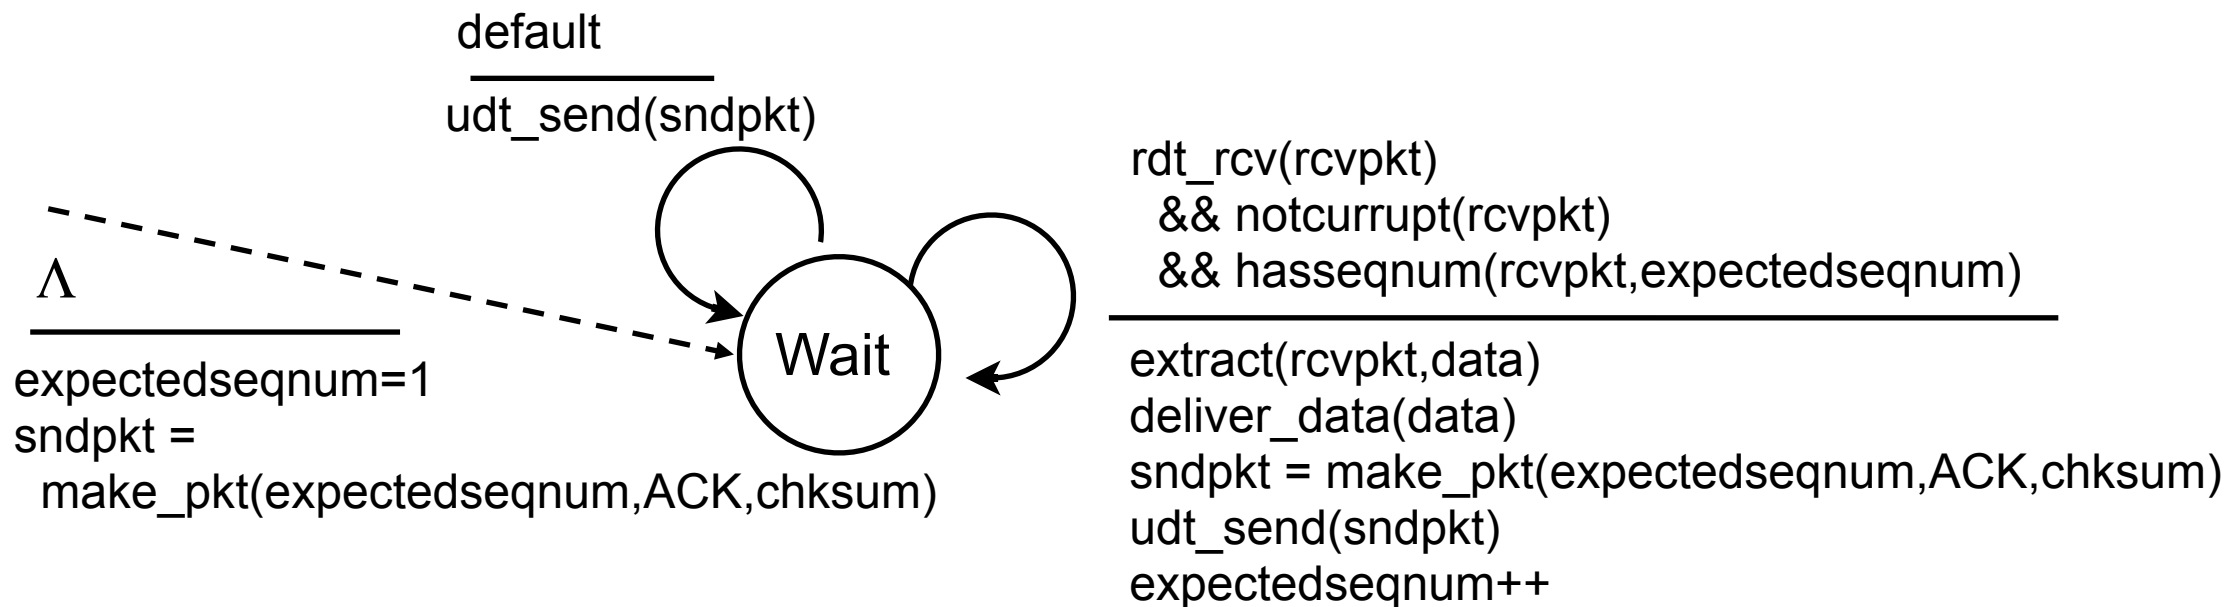 default
udt_send(sndpkt)
Λ
expectedseqnum=1
sndpkt =
make_pkt(expectedseqnum,ACK,chksum)
Wait
rdt_rcv(rcvpkt)
&& notcurrupt(rcvpkt)
&& hasseqnum(rcvpkt,expectedseqnum)
extract(rcvpkt,data)
deliver_data(data)
sndpkt = make_pkt(expectedseqnum,ACK,chksum)
udt_send(sndpkt)
expectedseqnum++